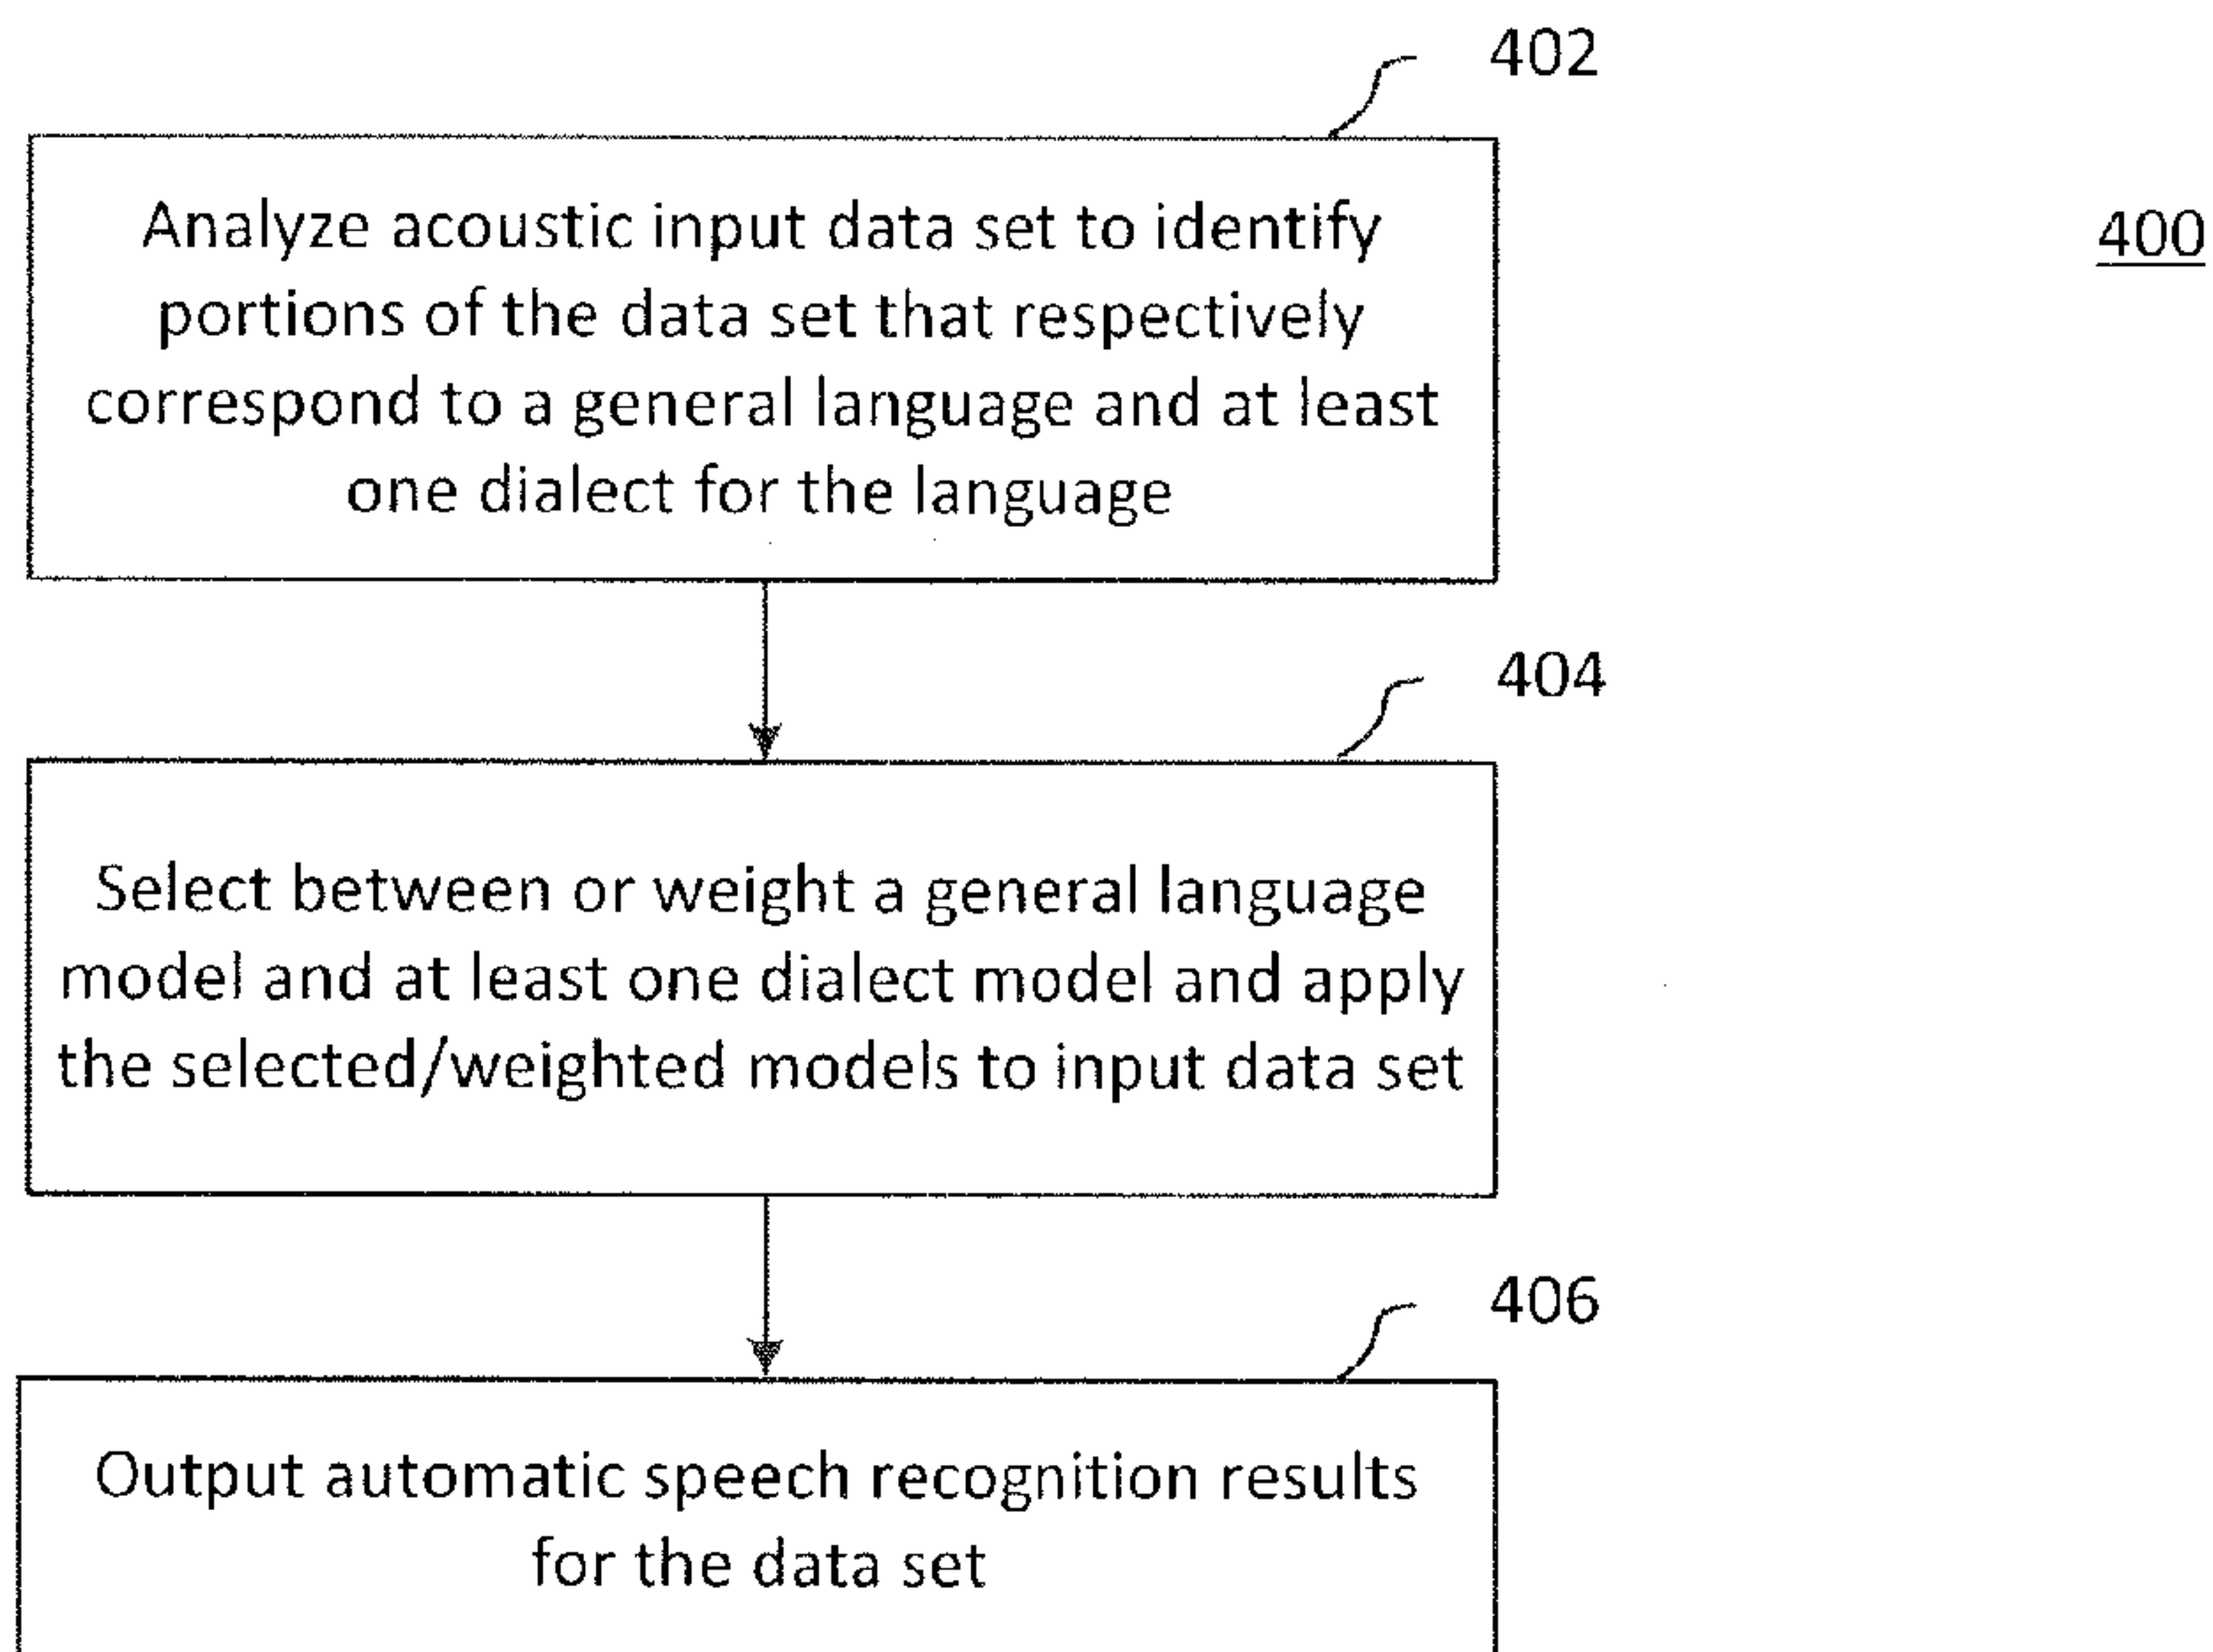 402
400
Analyze acoustic input data set to identify
portions of the data set that respectively
correspond to a general language and at least
one dialect for the language
404
Select between or weight a general language
model and at least one dialect model and apply
the selected/weighted models to input data set
406
Output automatic speech recognition results
for the data set